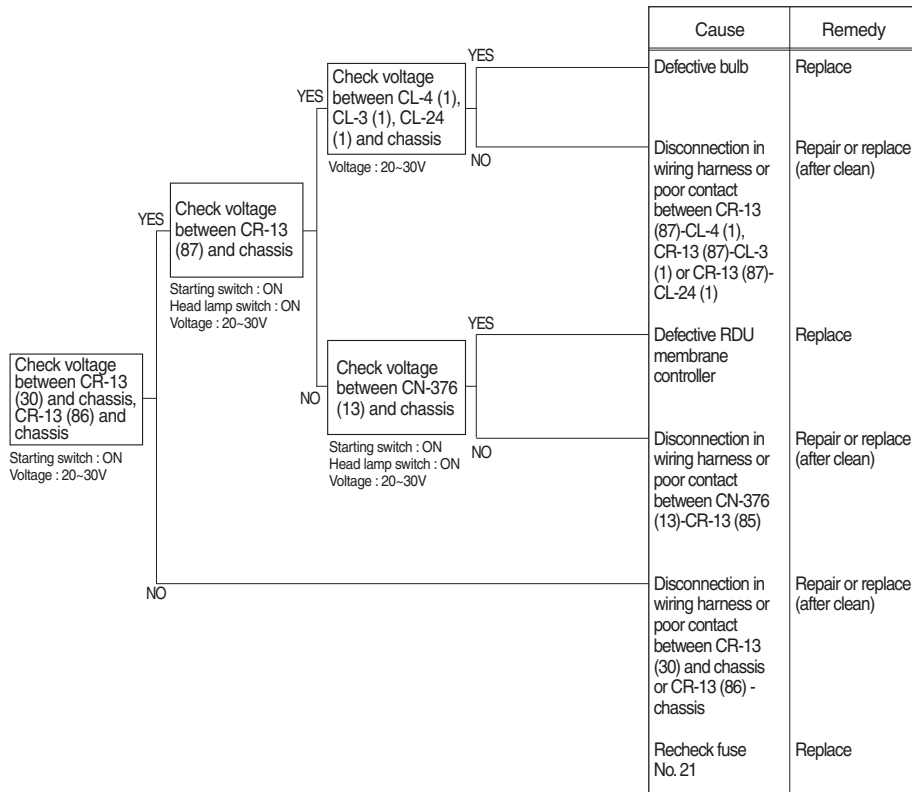 Cause
Remedy
YES
Check voltage
between CL-4 (1),
CL-3 (1), CL-24
(1) and chassis
Voltage : 20~30V
YES
Defective bulb
Replace
NO
Disconnection in
wiring harness or
poor contact
between CR-13
(87)-CL-4 (1),
CR-13 (87)-CL-3
(1) or CR-13 (87)-
CL-24 (1)
Repair or replace
(after clean)
YES
Check voltage
between CR-13
(87) and chassis
Starting switch : ON
Head lamp switch : ON
Voltage : 20~30V
NO
Check voltage
between CN-376
(13) and chassis
Starting switch : ON
Head lamp switch : ON
Voltage : 20~30V
YES
Defective RDU
membrane
controller
Replace
NO
Disconnection in
wiring harness or
poor contact
between CN-376
(13)-CR-13 (85)
Repair or replace
(after clean)
Check voltage
between CR-13
(30) and chassis,
CR-13 (86) and
chassis
Starting switch : ON
Voltage : 20~30V
NO
Disconnection in
wiring harness or
poor contact
between CR-13
(30) and chassis
or CR-13 (86) -
chassis
Repair or replace
(after clean)
Recheck fuse
No. 21
Replace